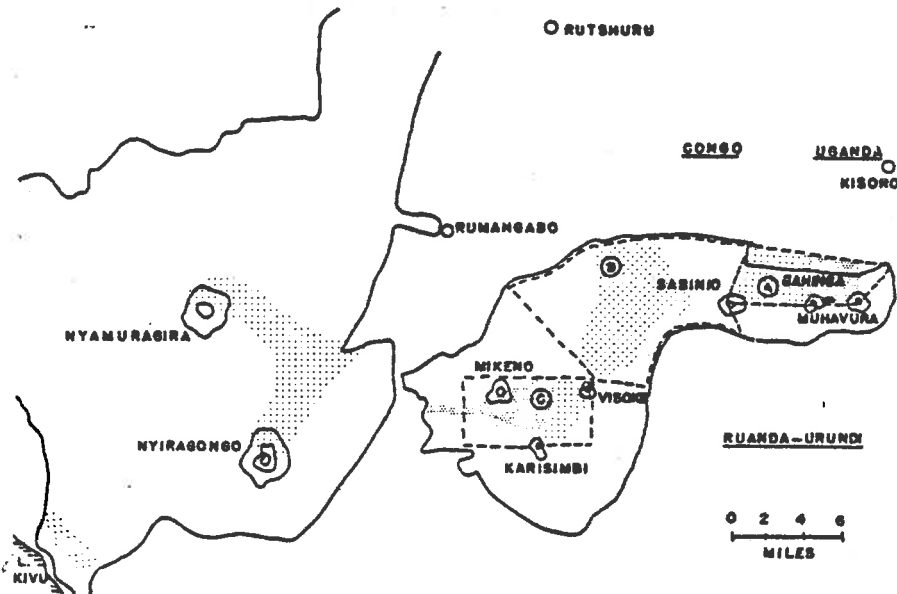 RUTSHURU
CONGO
UGANDA
KISORO
RUMANGABO
B
SABINIO
A
GAHINGA
MUHAVURA
NYAMURAGIRA
MIKENO
C
VISOKE
NYIRAGONGO
KARISIMBI
RUANDA-URUNDI
0 2 4 6
MILES
L.
KIVU